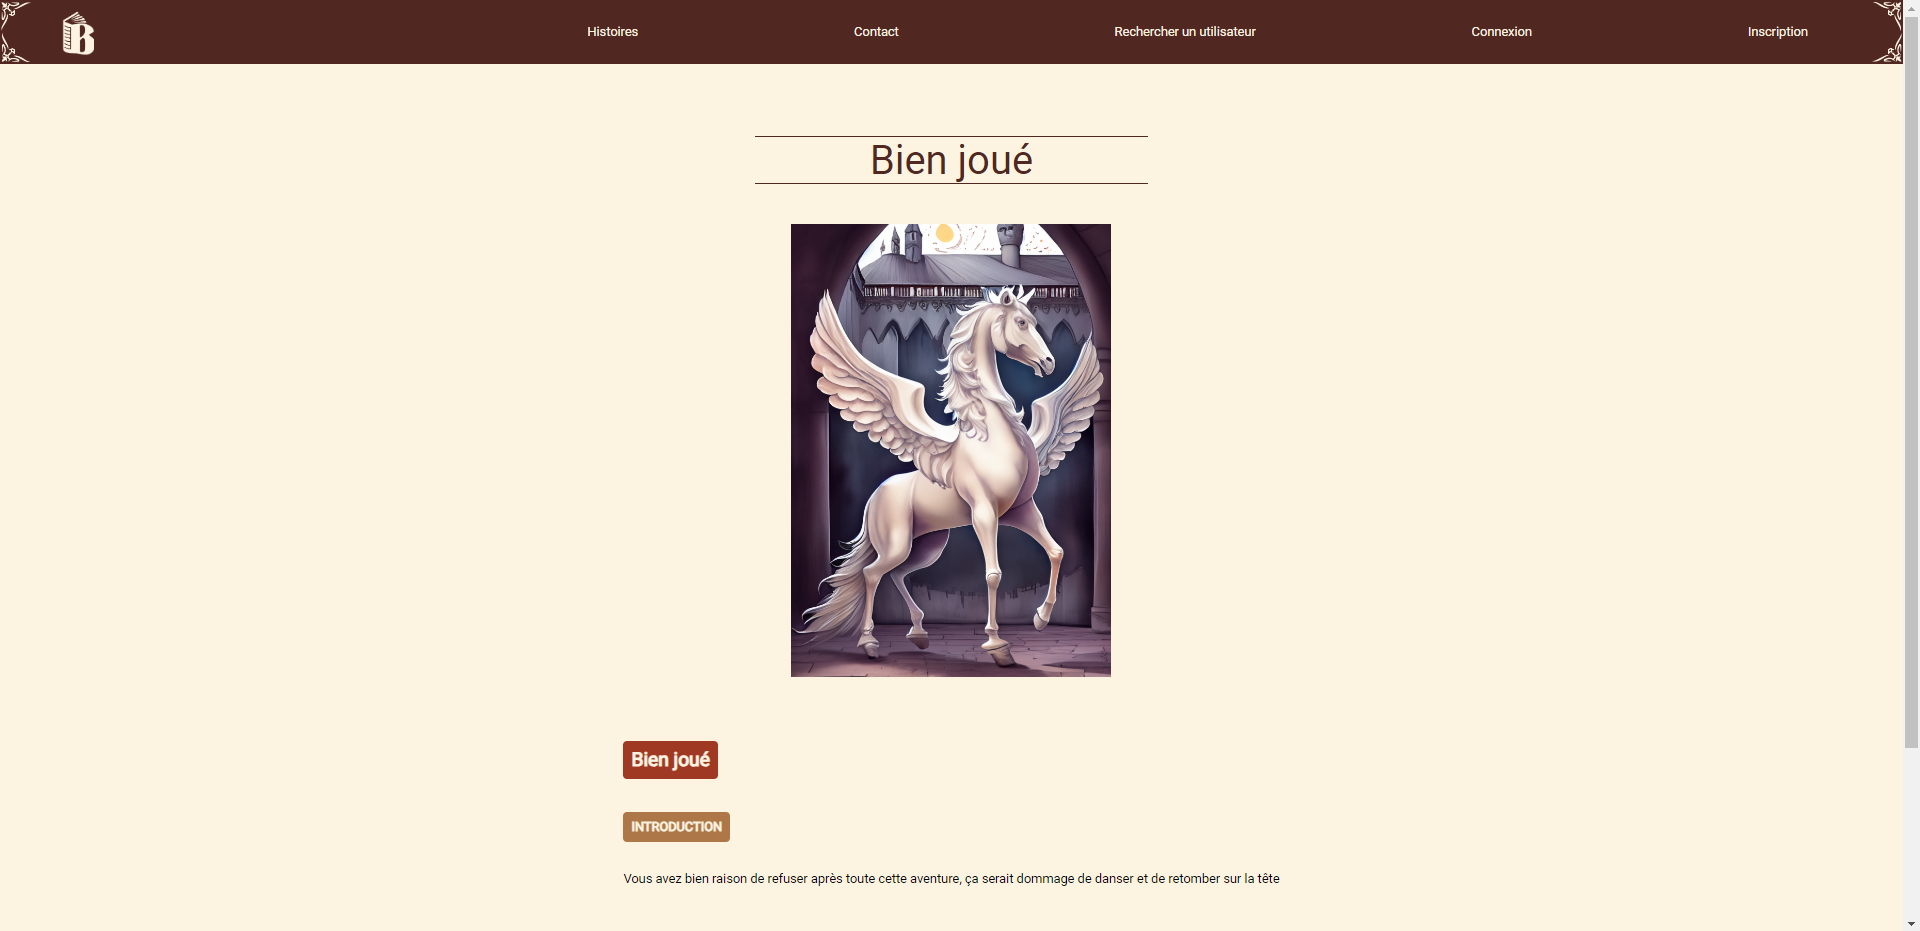 B
Histoires
Contact
Rechercher un utilisateur
Connexion
Inscription
Bien joué
Bien joué
INTRODUCTION
Vous avez bien raison de refuser après toute cette aventure, ça serait dommage de danser et de retomber sur la tête